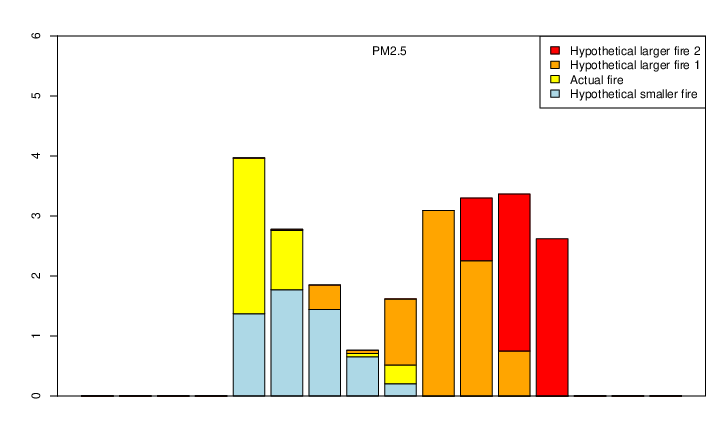 PM2.5
Hypothetical larger fire 2
Hypothetical larger fire 1
Actual fire
Hypothetical smaller fire
6
5
4
3
2
1
0